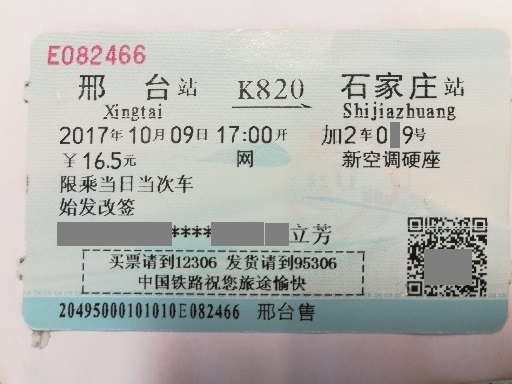 E082466
邢台站 K820 石家庄站
Xingtai Shijiazhuang
2017年10月09日17:00开 加2车0 9号
￥16.5元 网 新空调硬座
限乘当日当次车
始发改签
**** 立芳
买票请到12306 发货请到95306
中国铁路祝您旅途愉快
20495000101010E082466 邢台售